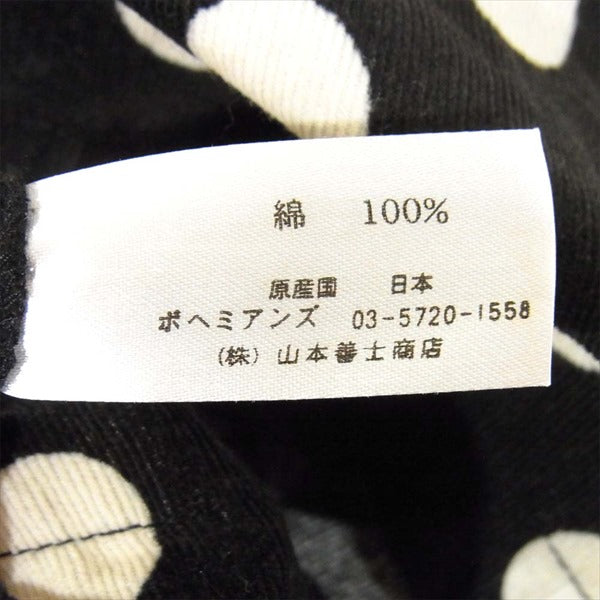 綿 100%
原産国 日本
ボヘミアンズ 03-5720-1558
(株)山本善士商店